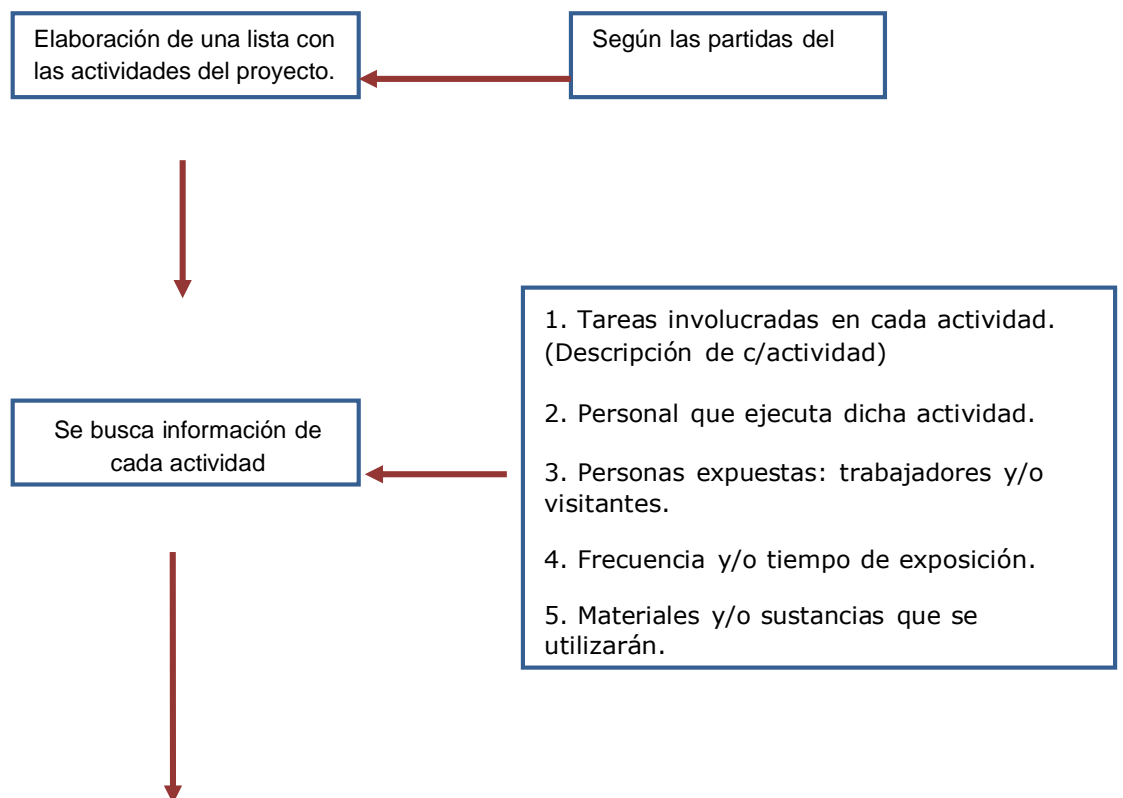 Elaboración de una lista con
las actividades del proyecto.
Según las partidas del
Se busca información de
cada actividad
1. Tareas involucradas en cada actividad.
(Descripción de c/actividad)
2. Personal que ejecuta dicha actividad.
3. Personas expuestas: trabajadores y/o
visitantes.
4. Frecuencia y/o tiempo de exposición.
5. Materiales y/o sustancias que se
utilizarán.